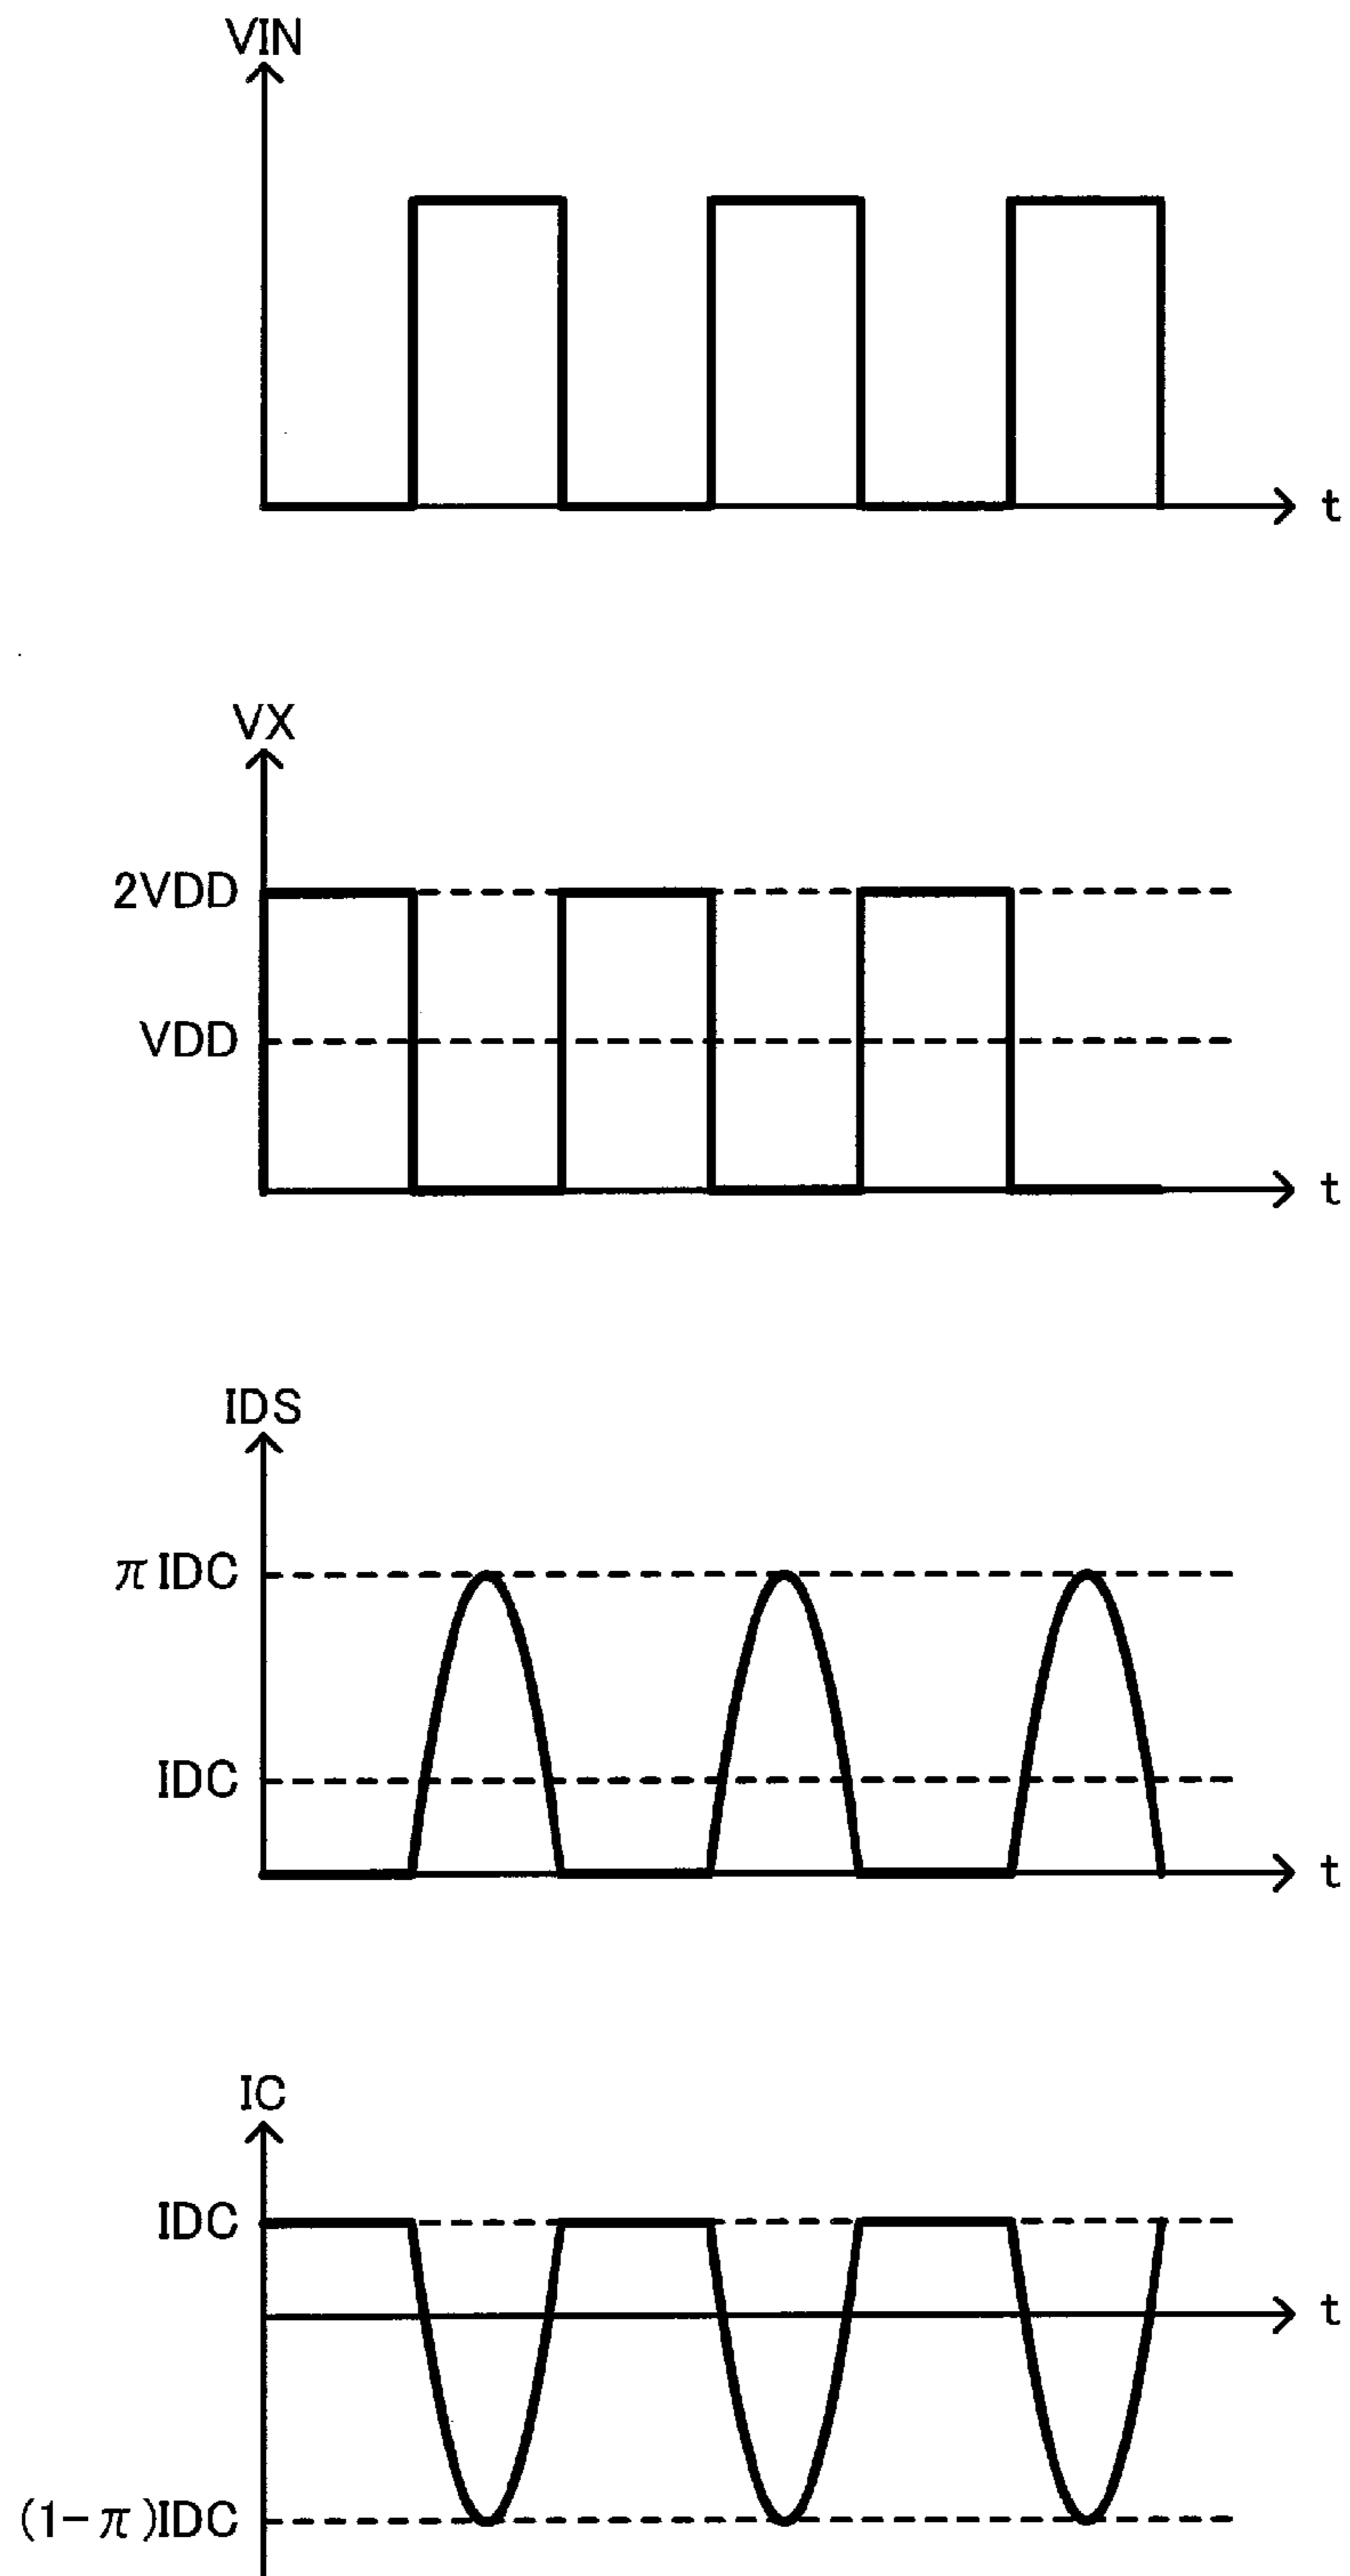 VIN
t
VX
2VDD
VDD
t
IDS
πIDC
IDC
t
IC
IDC
t
(1-π)IDC